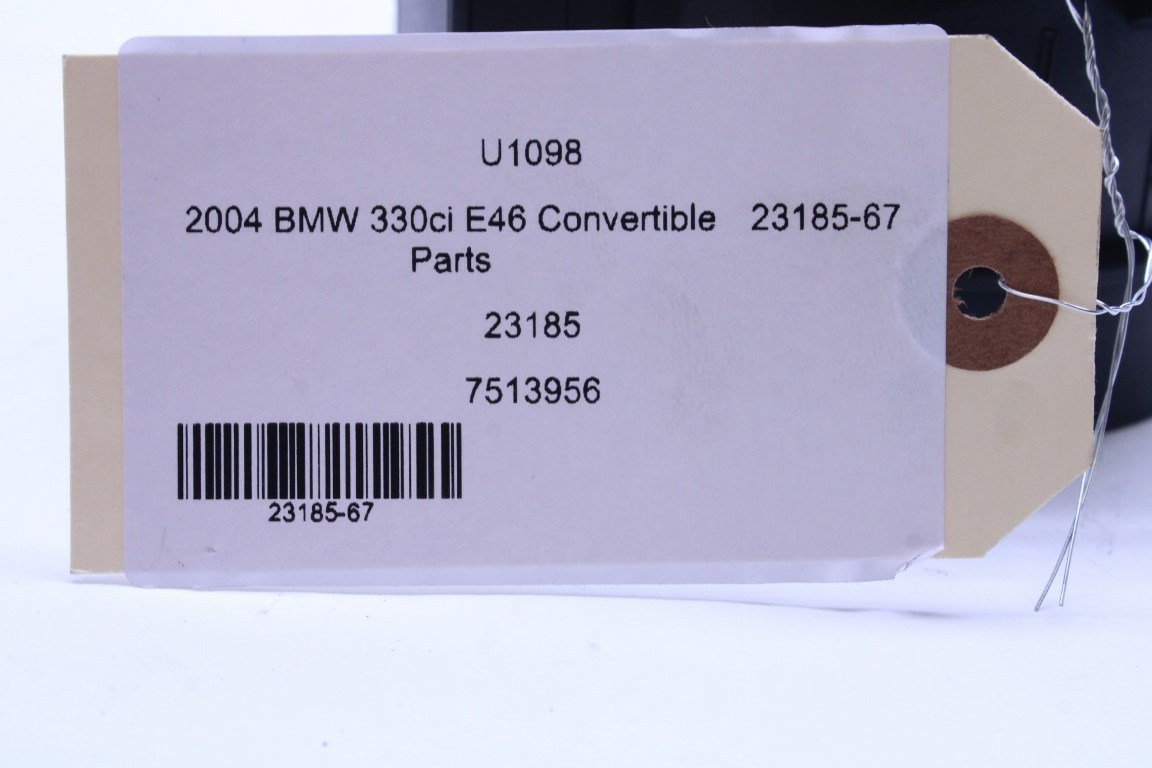 U1098
2004 BMW 330ci E46 Convertible 23185-67
Parts
23185
7513956
23185-67